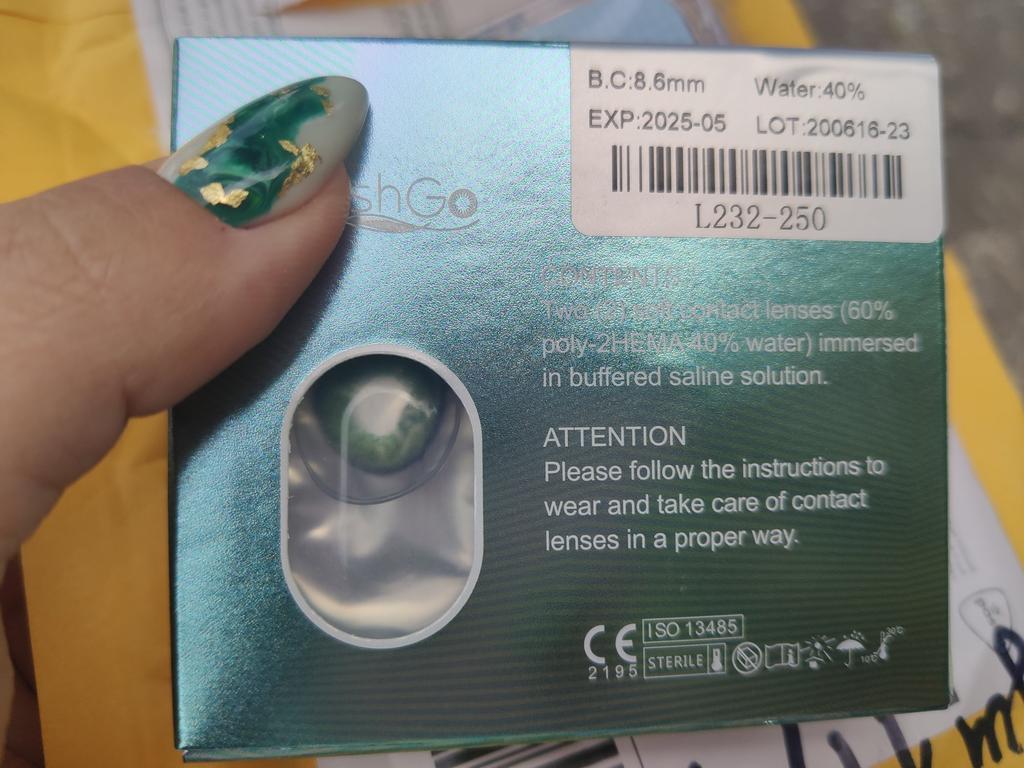 B.C:8.6mm Water:40%
EXP:2025-05 LOT:200616-23
L232-250
shGo
CONTENTS
Two (2) soft contact lenses (60%
poly-2HEMA-40% water) immersed
in buffered saline solution.
ATTENTION
Please follow the instructions to
wear and take care of contact
lenses in a proper way.
CE ISO 13485
2195 STERILE